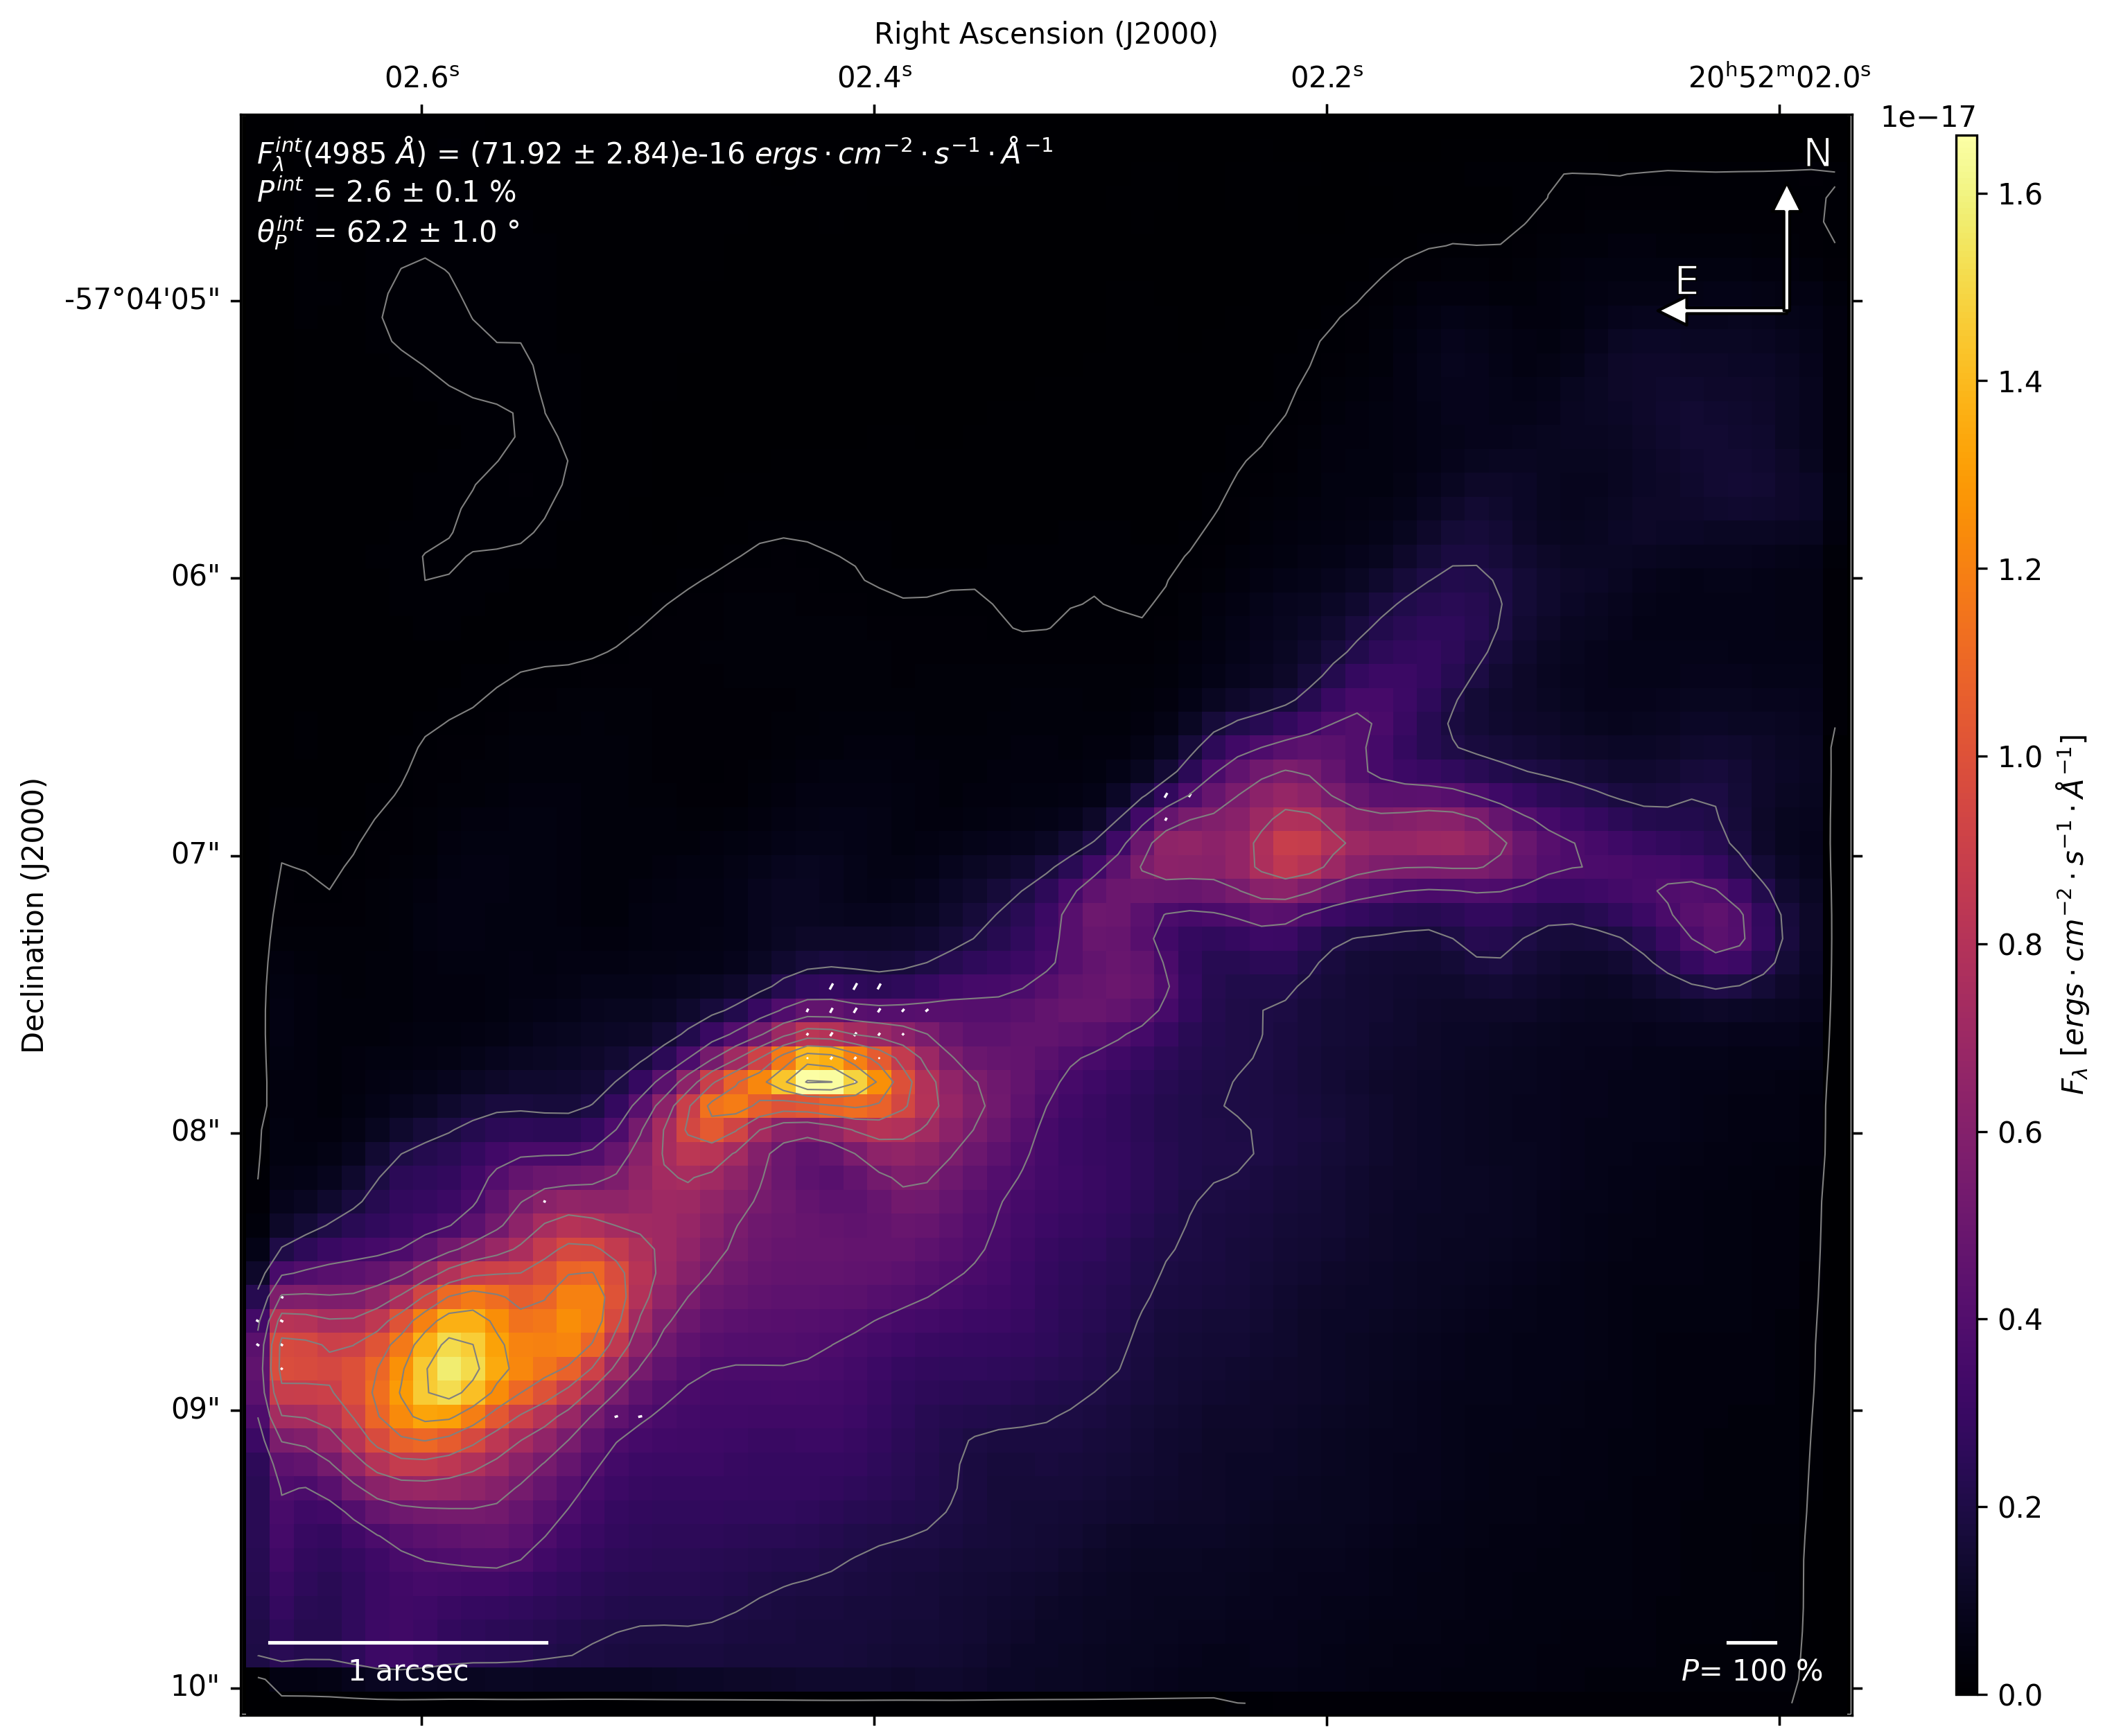 Right Ascension (J2000)
02.6ˢ 02.4ˢ 02.2ˢ 20ʰ52ᵐ02.0ˢ
1e−17
F_λ^int(4985 Å) = (71.92 ± 2.84)e-16 ergs · cm⁻² · s⁻¹ · Å⁻¹
P^int = 2.6 ± 0.1 %
θ_P^int = 62.2 ± 1.0 °
N
E
-57°04'05"
06"
07"
08"
09"
10"
Declination (J2000)
1 arcsec
P= 100 %
1.6
1.4
1.2
1.0
0.8
0.6
0.4
0.2
0.0
F_λ [ergs · cm⁻² · s⁻¹ · Å⁻¹]